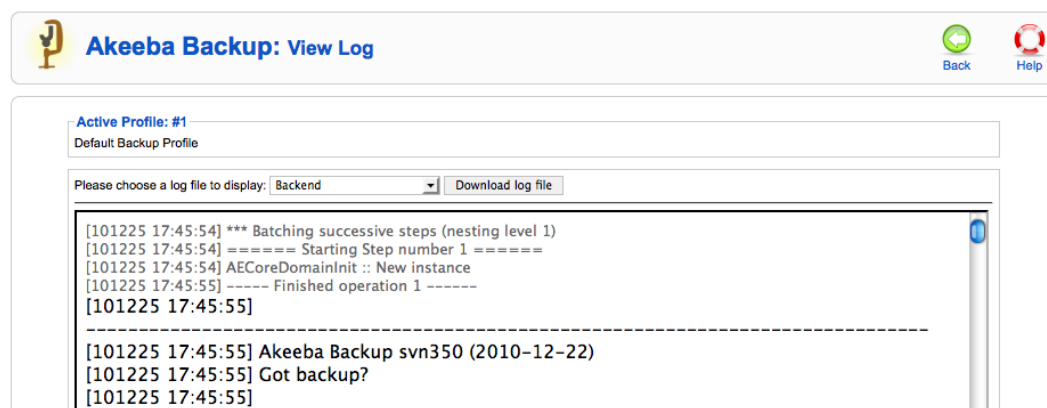 Akeeba Backup: View Log
Back
Help
Active Profile: #1
Default Backup Profile
Please choose a log file to display: Backend Download log file
[101225 17:45:54] *** Batching successive steps (nesting level 1)
[101225 17:45:54] ====== Starting Step number 1 ======
[101225 17:45:54] AECoreDomainInit :: New instance
[101225 17:45:55] ----- Finished operation 1 ------
[101225 17:45:55]
--------------------------------------------------------------------------------
[101225 17:45:55] Akeeba Backup svn350 (2010-12-22)
[101225 17:45:55] Got backup?
[101225 17:45:55]